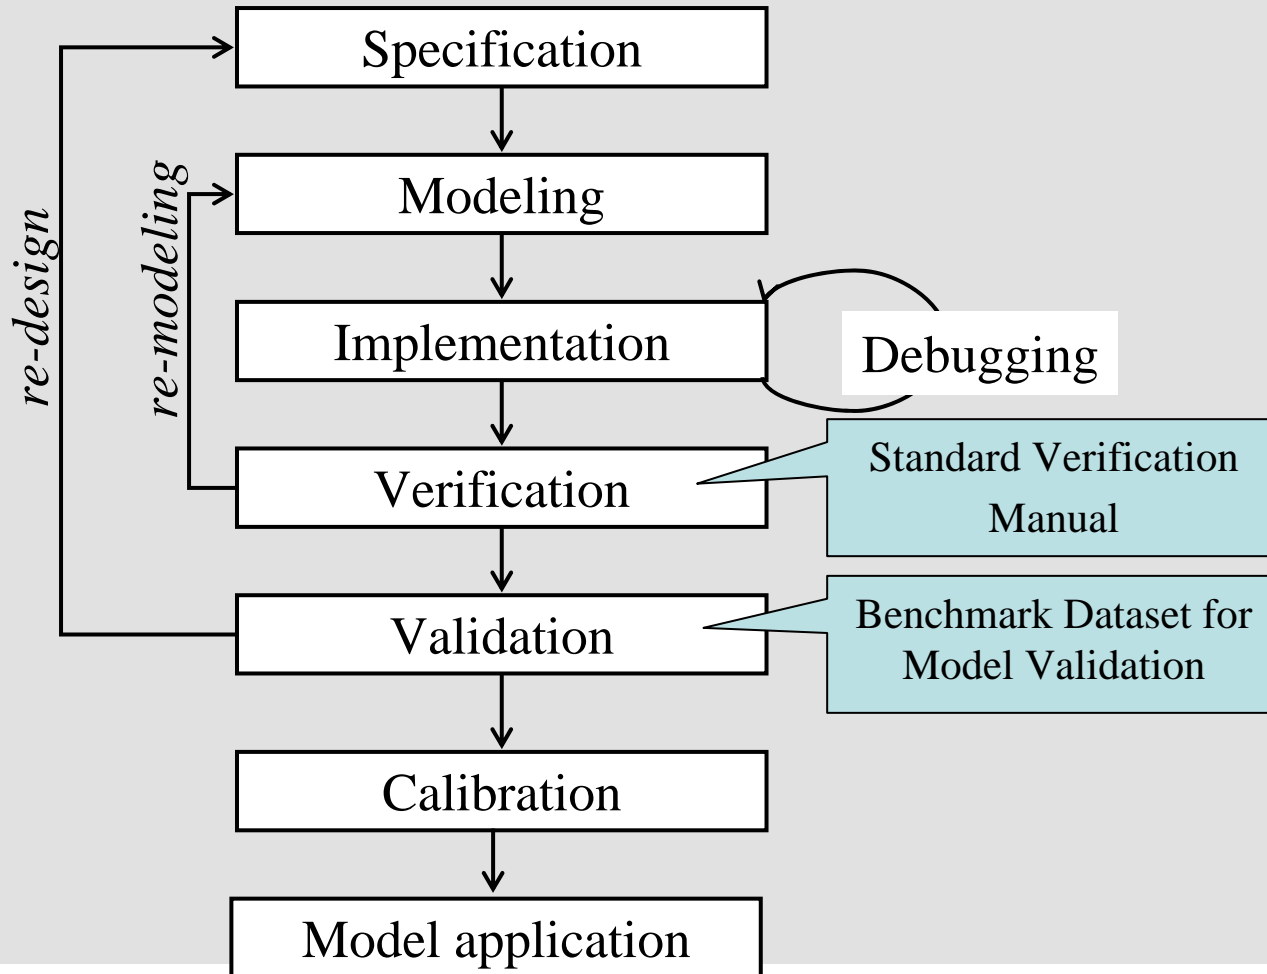 Specification
Modeling
re-modeling
re-design
Implementation
Debugging
Verification
Standard Verification
Manual
Validation
Benchmark Dataset for
Model Validation
Calibration
Model application